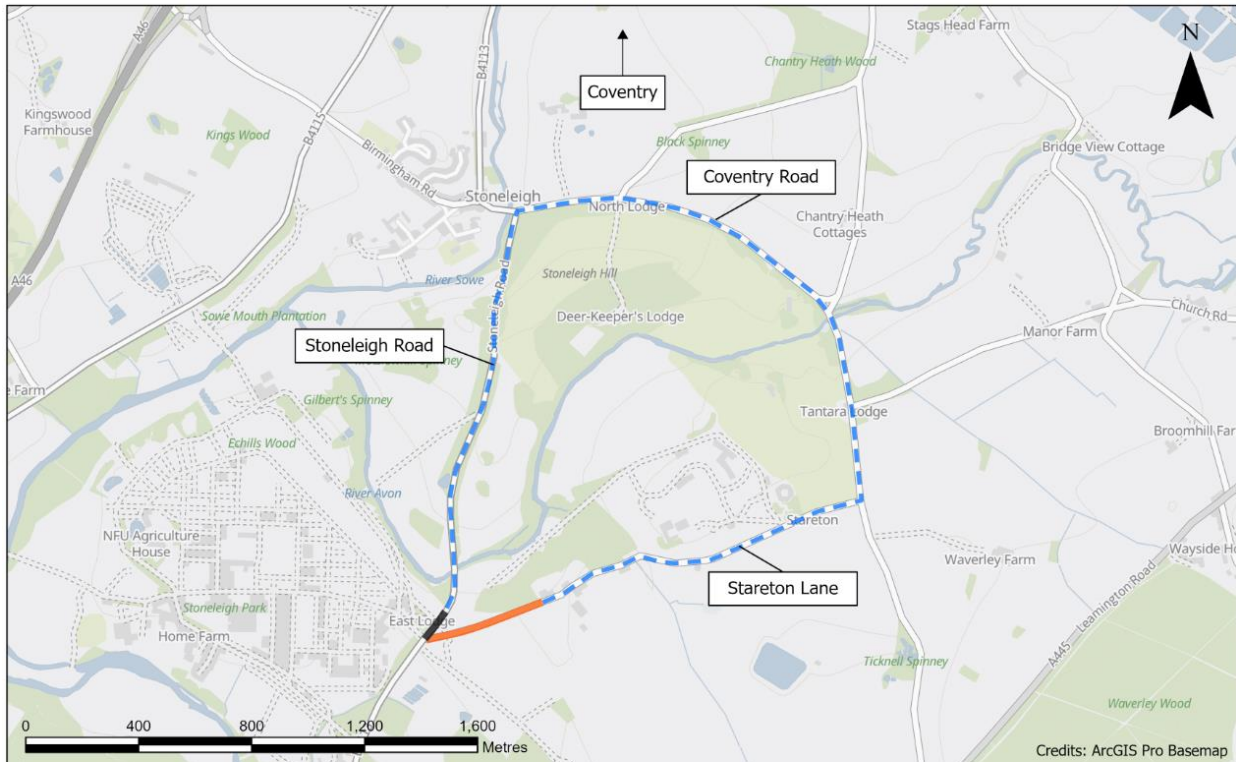 A46
B4113
Stags Head Farm
N
Coventry
Chantry Heath Wood
Kingswood
Farmhouse
Kings Wood
B4115
Birmingham Rd
Black Spinney
Bridge View Cottage
Coventry Road
Stoneleigh
North Lodge
Chantry Heath
Cottages
A46
River Sowe
Stoneleigh Hill
Stoneleigh Road
Sowe Mouth Plantation
Deer-Keeper's Lodge
Church Rd
Manor Farm
Stoneleigh Road
Spinney
Farm
Gilbert's Spinney
Tantara Lodge
Echills Wood
Broomhill Far
River Avon
Stareton
NFU Agriculture
House
Waverley Farm
Wayside Ho
Stareton Lane
Stoneleigh Park
East Lodge
Home Farm
Leamington Road
A445
Ticknell Spinney
Waverley Wood
0 400 800 1,200 1,600
Metres
Credits: ArcGIS Pro Basemap